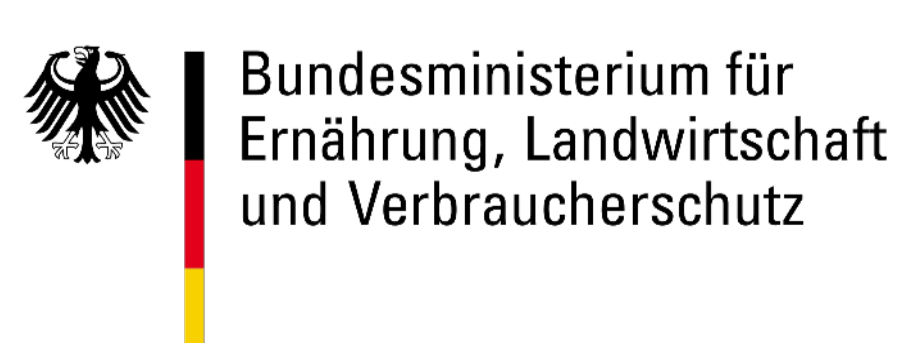 Bundesministerium für
Ernährung, Landwirtschaft
und Verbraucherschutz